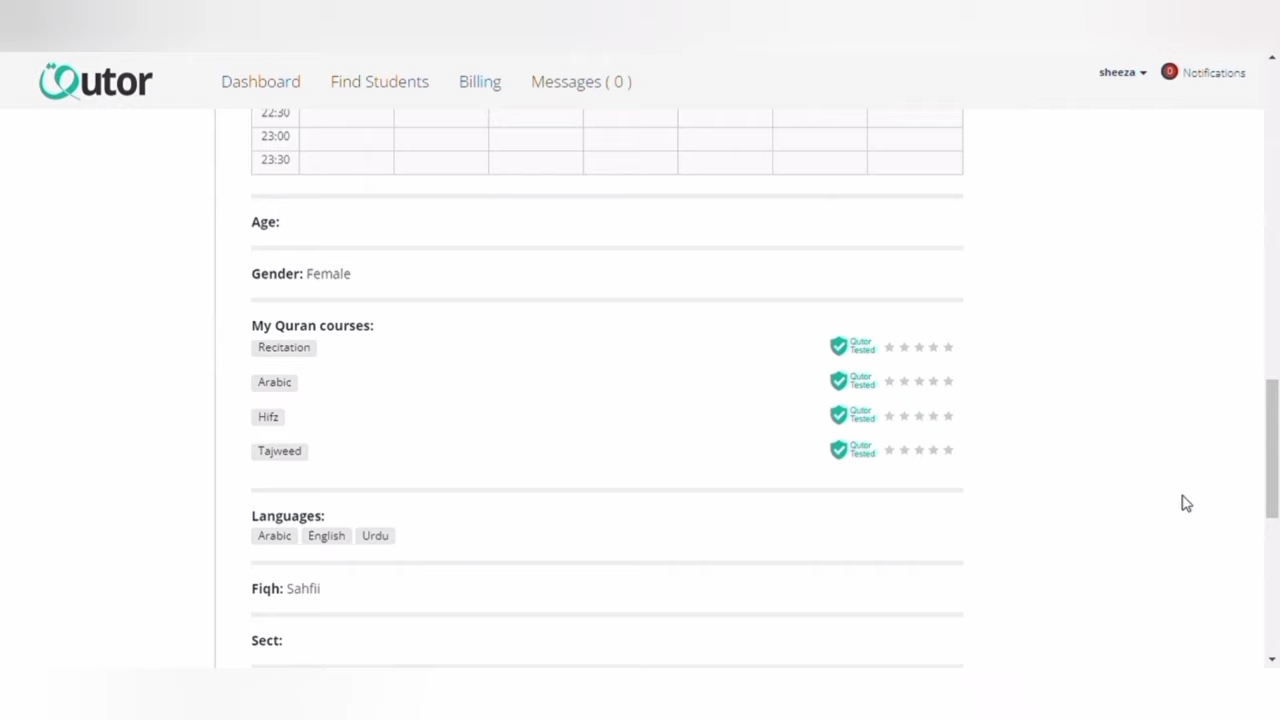 Qutor
Dashboard Find Students Billing Messages ( 0 ) sheeza 0 Notifications
22:30
23:00
23:30
Age:
Gender: Female
My Quran courses:
Recitation Qutor Tested
Arabic Qutor Tested
Hifz Qutor Tested
Tajweed Qutor Tested
Languages:
Arabic English Urdu
Fiqh: Sahfii
Sect: